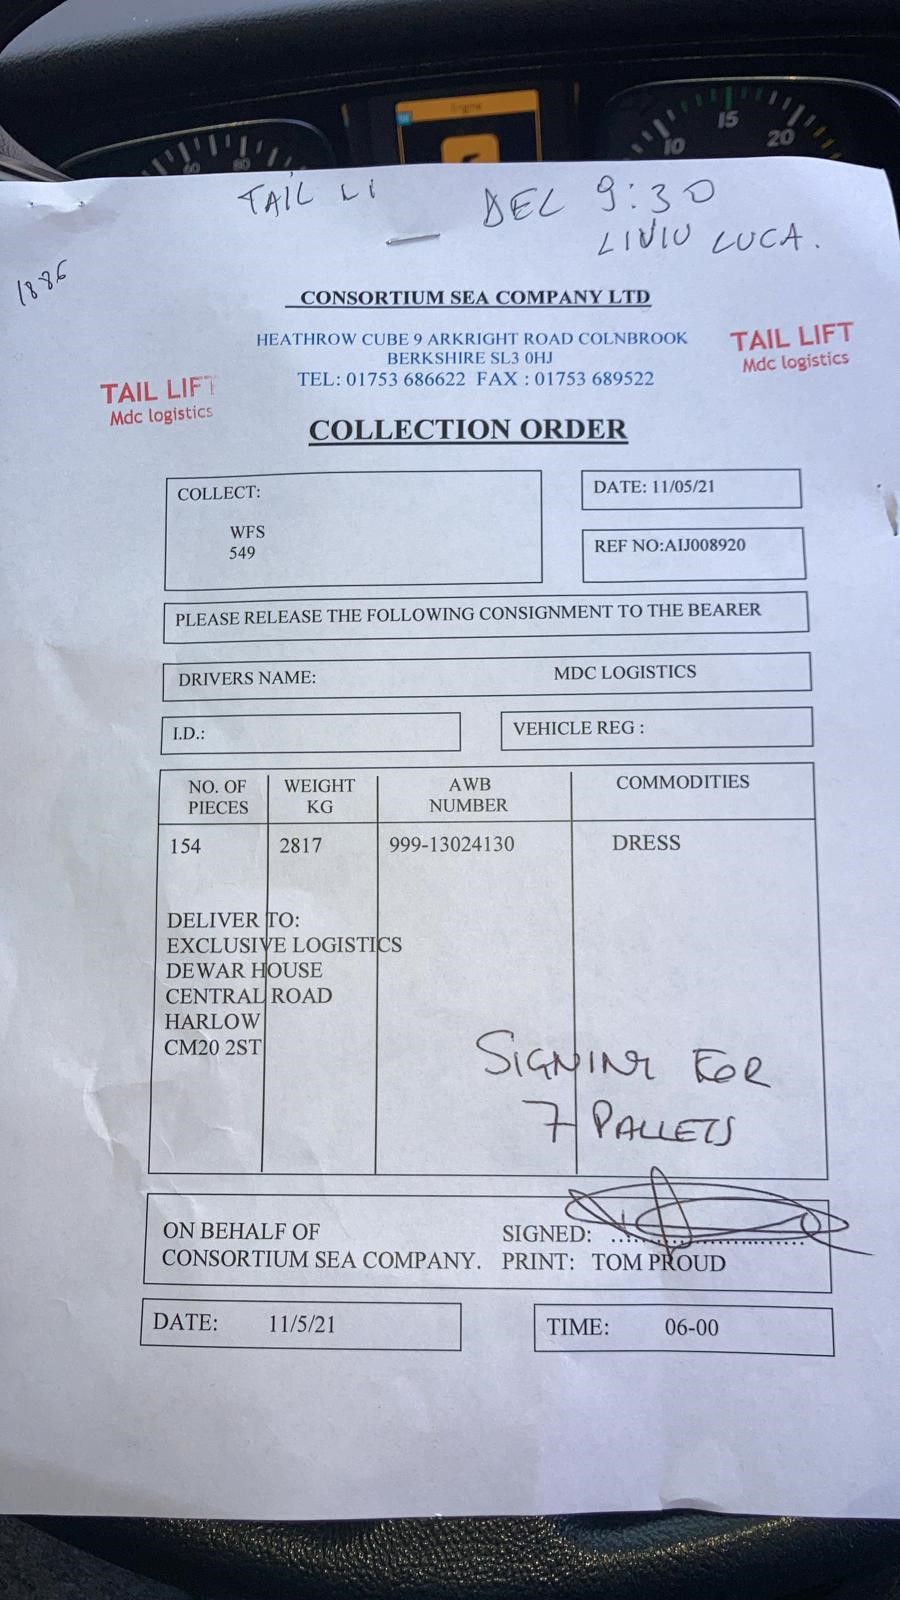 Engine
60 80
10 15 20
TAIL LI
DEL 9:30
LIVIU LUCA.
1886
CONSORTIUM SEA COMPANY LTD
HEATHROW CUBE 9 ARKRIGHT ROAD COLNBROOK
BERKSHIRE SL3 0HJ
TEL: 01753 686622 FAX : 01753 689522
TAIL LIFT
Mdc logistics
TAIL LIFT
Mdc logistics
COLLECTION ORDER
COLLECT:
WFS
549
DATE: 11/05/21
REF NO:AIJ008920
PLEASE RELEASE THE FOLLOWING CONSIGNMENT TO THE BEARER
DRIVERS NAME: MDC LOGISTICS
I.D.:
VEHICLE REG :
NO. OF PIECES
WEIGHT KG
AWB NUMBER
COMMODITIES
154 2817 999-13024130 DRESS
DELIVER TO:
EXCLUSIVE LOGISTICS
DEWAR HOUSE
CENTRAL ROAD
HARLOW
CM20 2ST
SIGNING FOR
7 PALLETS
ON BEHALF OF
CONSORTIUM SEA COMPANY.
SIGNED:
PRINT: TOM PROUD
DATE: 11/5/21
TIME: 06-00